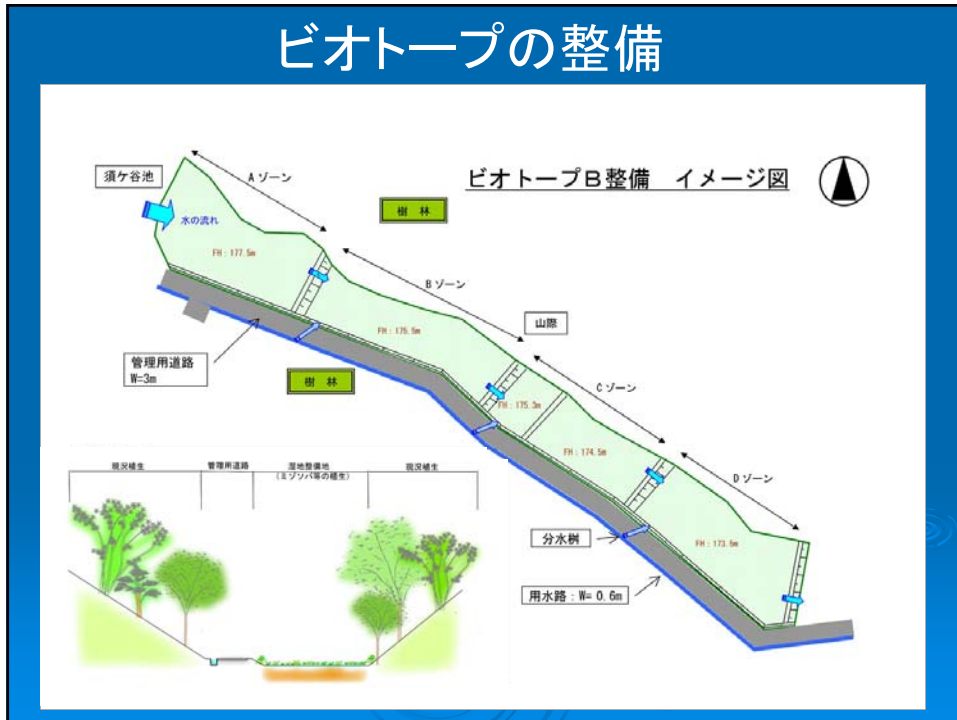 ビオトープの整備
ビオトープB整備　イメージ図
須ケ谷池
Aゾーン
樹 林
水の流れ
FH：177.5m
Bゾーン
山際
FH：175.5m
管理用道路
W=3m
樹 林
Cゾーン
FH：175.3m
FH：174.5m
Dゾーン
分水桝
FH：173.5m
用水路：W= 0.6m
現況植生
管理用道路
湿地整備地
(ミゾソバ等の植生)
現況植生